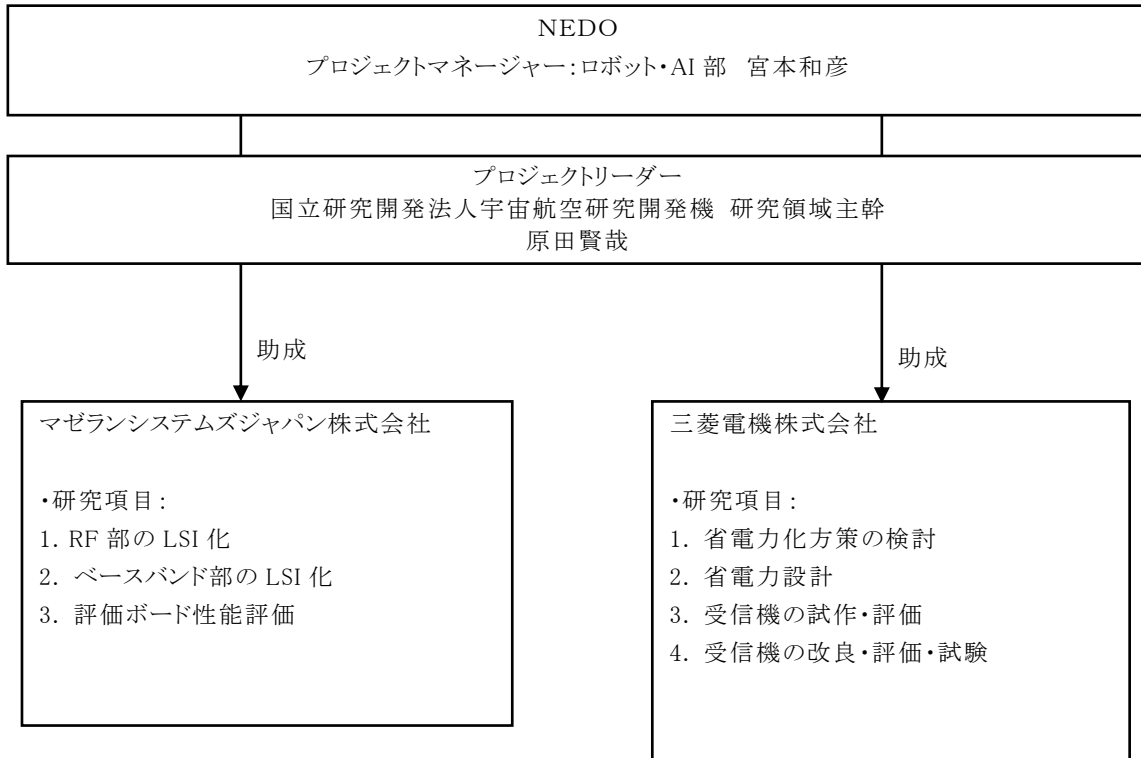 NEDO
プロジェクトマネージャー：ロボット・AI 部 宮本和彦
プロジェクトリーダー
国立研究開発法人宇宙航空研究開発機 研究領域主幹
原田賢哉
助成
助成
マゼランシステムズジャパン株式会社
・研究項目：
1. RF 部の LSI 化
2. ベースバンド部の LSI 化
3. 評価ボード性能評価
三菱電機株式会社
・研究項目：
1. 省電力化方策の検討
2. 省電力設計
3. 受信機の試作・評価
4. 受信機の改良・評価・試験